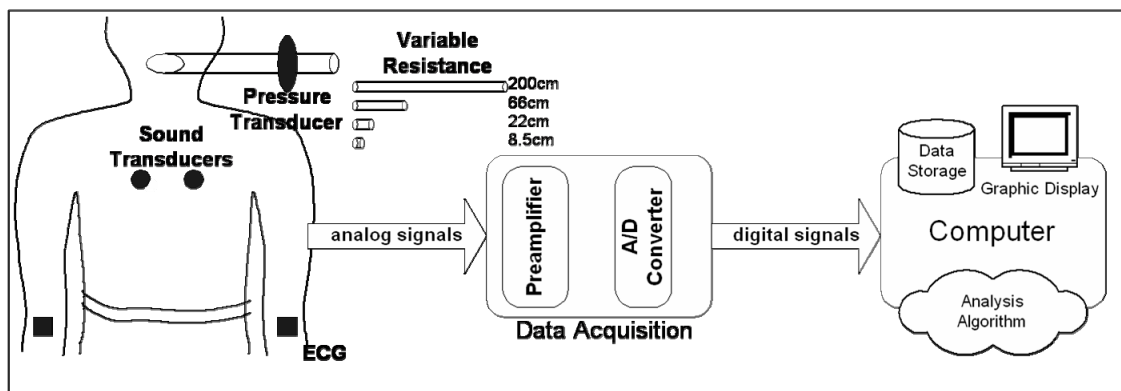 Variable
Resistance
200cm
66cm
22cm
8.5cm
Pressure
Transducer
Sound
Transducers
ECG
analog signals
Preamplifier
A/D
Converter
Data Acquisition
digital signals
Data
Storage
Graphic Display
Computer
Analysis
Algorithm